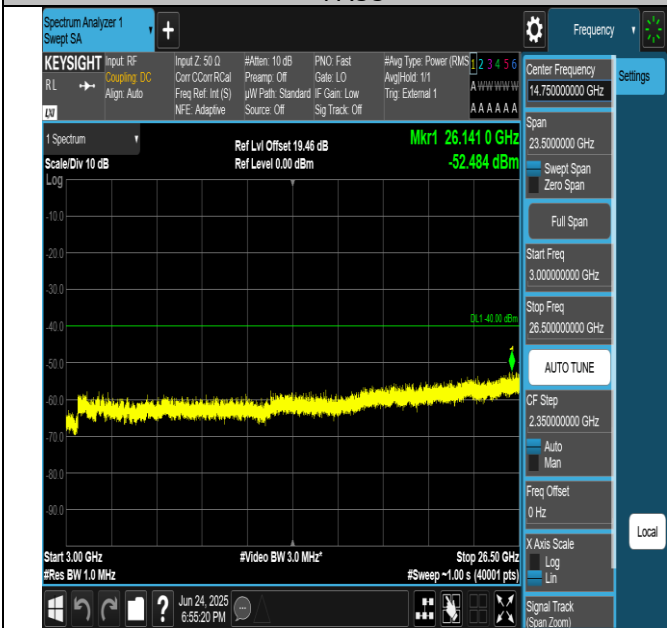 Spectrum Analyzer 1
Swept SA
Frequency
KEYSIGHT
RL
LXI
Input: RF
Coupling: DC
Align: Auto
Input Z: 50 Ω
Corr CCorr RCal
Freq Ref: Int (S)
NFE: Adaptive
#Atten: 10 dB
Preamp: Off
µW Path: Standard
Source: Off
PNO: Fast
Gate: LO
IF Gain: Low
Sig Track: Off
#Avg Type: Power (RMS
Avg|Hold: 1/1
Trig: External 1
1 2 3 4 5 6
A W W W W W
A A A A A A
1 Spectrum
Scale/Div 10 dB
Log
Ref Lvl Offset 19.46 dB
Ref Level 0.00 dBm
Mkr1 26.141 0 GHz
-52.484 dBm
-10.0
-20.0
-30.0
-40.0
-50.0
-60.0
-70.0
-80.0
-90.0
DL1 -40.00 dBm
1
Start 3.00 GHz
#Res BW 1.0 MHz
#Video BW 3.0 MHz*
Stop 26.50 GHz
#Sweep ~1.00 s (40001 pts)
Jun 24, 2025
6:55:20 PM
Center Frequency
14.750000000 GHz
Span
23.5000000 GHz
Swept Span
Zero Span
Full Span
Start Freq
3.000000000 GHz
Stop Freq
26.500000000 GHz
AUTO TUNE
CF Step
2.350000000 GHz
Auto
Man
Freq Offset
0 Hz
X Axis Scale
Log
Lin
Signal Track
(Span Zoom)
Settings
Local